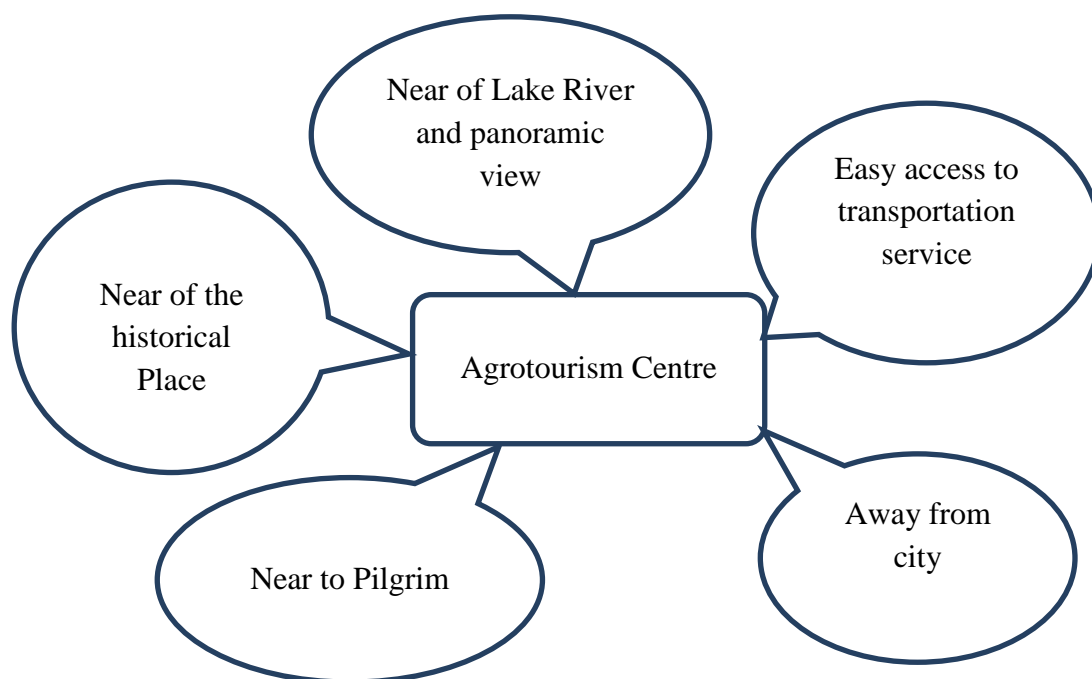 Near of Lake River
and panoramic
view
Easy access to
transportation
service
Near of the
historical
Place
Agrotourism Centre
Away from
city
Near to Pilgrim